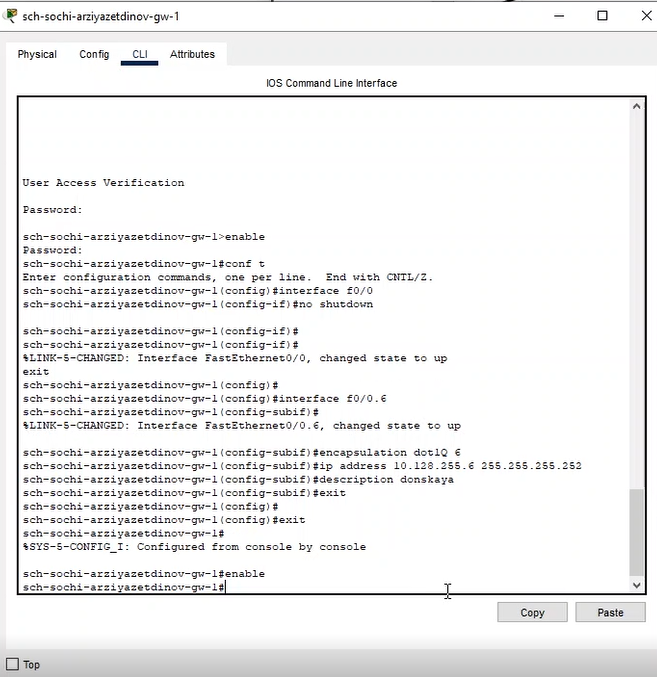 sch-sochi-arziyazetdinov-gw-1
Physical Config CLI Attributes
IOS Command Line Interface
User Access Verification
Password:
sch-sochi-arziyazetdinov-gw-1>enable
Password:
sch-sochi-arziyazetdinov-gw-1#conf t
Enter configuration commands, one per line.  End with CNTL/Z.
sch-sochi-arziyazetdinov-gw-1(config)#interface f0/0
sch-sochi-arziyazetdinov-gw-1(config-if)#no shutdown
sch-sochi-arziyazetdinov-gw-1(config-if)#
sch-sochi-arziyazetdinov-gw-1(config-if)#
%LINK-5-CHANGED: Interface FastEthernet0/0, changed state to up
exit
sch-sochi-arziyazetdinov-gw-1(config)#
sch-sochi-arziyazetdinov-gw-1(config)#interface f0/0.6
sch-sochi-arziyazetdinov-gw-1(config-subif)#
%LINK-5-CHANGED: Interface FastEthernet0/0.6, changed state to up
sch-sochi-arziyazetdinov-gw-1(config-subif)#encapsulation dot1Q 6
sch-sochi-arziyazetdinov-gw-1(config-subif)#ip address 10.128.255.6 255.255.255.252
sch-sochi-arziyazetdinov-gw-1(config-subif)#description donskaya
sch-sochi-arziyazetdinov-gw-1(config-subif)#exit
sch-sochi-arziyazetdinov-gw-1(config)#
sch-sochi-arziyazetdinov-gw-1(config)#exit
sch-sochi-arziyazetdinov-gw-1#
%SYS-5-CONFIG_I: Configured from console by console
sch-sochi-arziyazetdinov-gw-1#enable
sch-sochi-arziyazetdinov-gw-1#
Copy Paste
Top